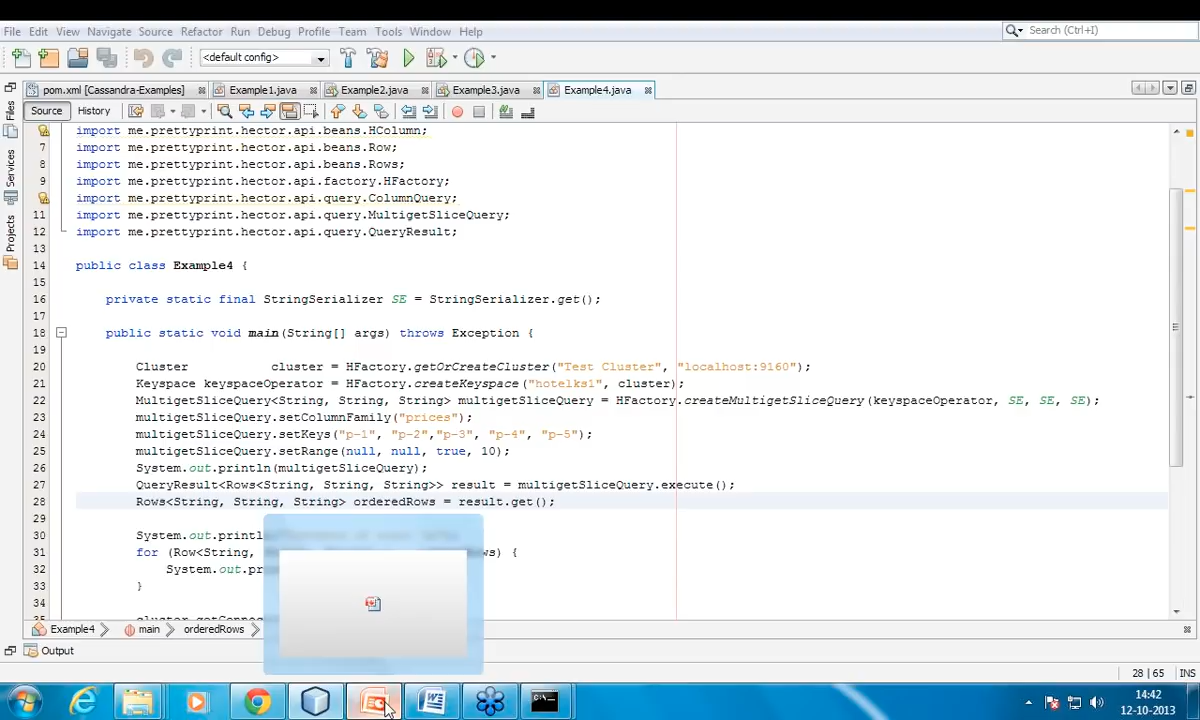 File Edit View Navigate Source Refactor Run Debug Profile Team Tools Window Help
Search (Ctrl+I)
<default config>
pom.xml [Cassandra-Examples] Example1.java Example2.java Example3.java Example4.java
Source History
Files
Services
Projects
import me.prettyprint.hector.api.beans.HColumn;
7 import me.prettyprint.hector.api.beans.Row;
8 import me.prettyprint.hector.api.beans.Rows;
9 import me.prettyprint.hector.api.factory.HFactory;
import me.prettyprint.hector.api.query.ColumnQuery;
11 import me.prettyprint.hector.api.query.MultigetSliceQuery;
12 import me.prettyprint.hector.api.query.QueryResult;
13
14 public class Example4 {
15
16 private static final StringSerializer SE = StringSerializer.get();
17
18 public static void main(String[] args) throws Exception {
19
20 Cluster cluster = HFactory.getOrCreateCluster("Test Cluster", "localhost:9160");
21 Keyspace keyspaceOperator = HFactory.createKeyspace("hotelks1", cluster);
22 MultigetSliceQuery<String, String, String> multigetSliceQuery = HFactory.createMultigetSliceQuery(keyspaceOperator, SE, SE, SE);
23 multigetSliceQuery.setColumnFamily("prices");
24 multigetSliceQuery.setKeys("p-1", "p-2","p-3", "p-4", "p-5");
25 multigetSliceQuery.setRange(null, null, true, 10);
26 System.out.println(multigetSliceQuery);
27 QueryResult<Rows<String, String, String>> result = multigetSliceQuery.execute();
28 Rows<String, String, String> orderedRows = result.get();
29
30 System.out.println
31 for (Row<String, ) {
32 System.out.pr
33 }
34
Example4 main orderedRows
Output
28 | 65 INS
C:\.
14:42
12-10-2013